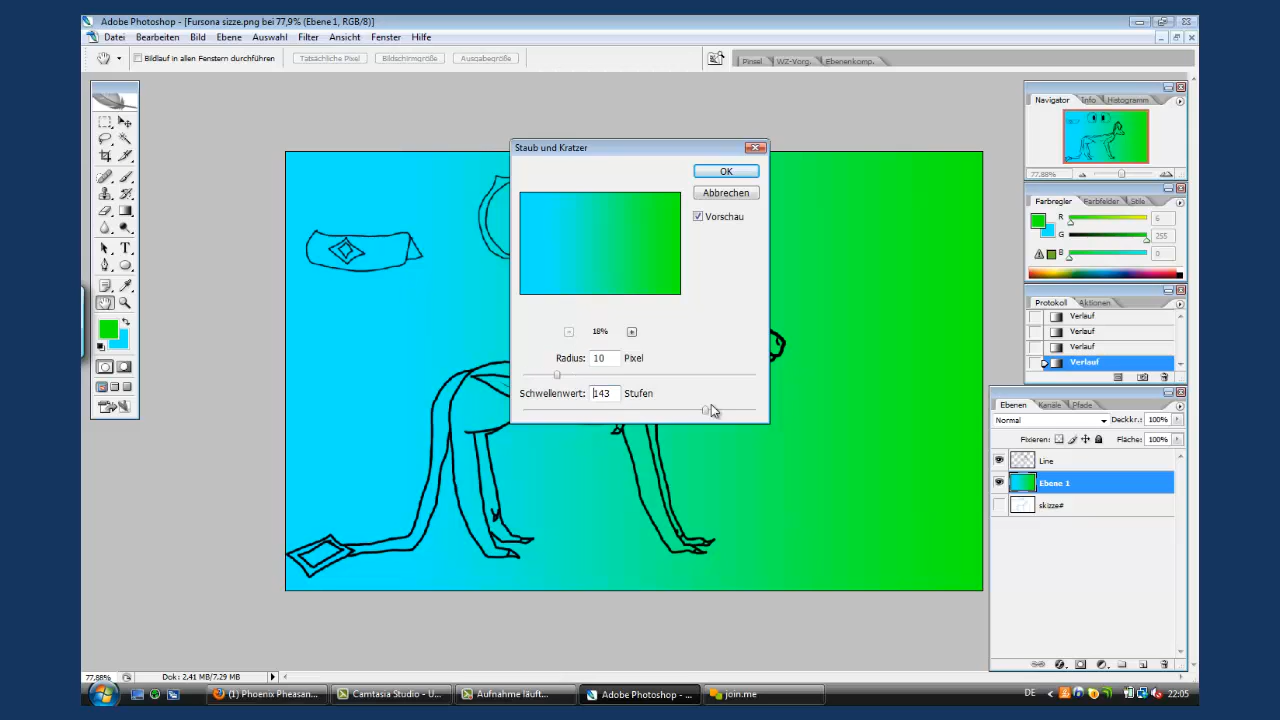 Adobe Photoshop - [Fursona sizze.png bei 77,9% (Ebene 1, RGB/8)]
Datei Bearbeiten Bild Ebene Auswahl Filter Ansicht Fenster Hilfe
Bildlauf in allen Fenstern durchführen Tatsächliche Pixel Bildschirmgröße Ausgabegröße Pinsel WZ-Vorg. Ebenenkomp.
Navigator Info Histogramm
77.88%
Farbregler Farbfelder Stile
R 6
G 255
B 0
Protokoll Aktionen
Verlauf
Verlauf
Verlauf
Verlauf
Ebenen Kanäle Pfade
Normal Deckkr.: 100%
Fixieren: Fläche: 100%
Line
Ebene 1
skizze#
Staub und Kratzer
OK
Abbrechen
Vorschau
18%
Radius: 10 Pixel
Schwellenwert: 143 Stufen
77.88% Dok: 2.41 MB/7.29 MB
(1) Phoenix Pheasan... Camtasia Studio - U... Aufnahme läuft... Adobe Photoshop - ... join.me DE 22:05